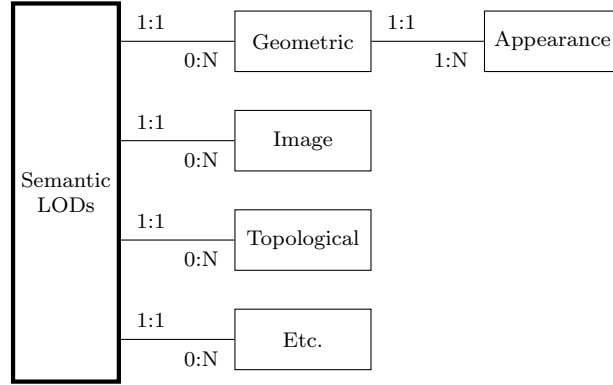 1:1
Geometric
0:N
1:1
Appearance
1:N
1:1
Image
0:N
Semantic
LODs
1:1
Topological
0:N
1:1
Etc.
0:N